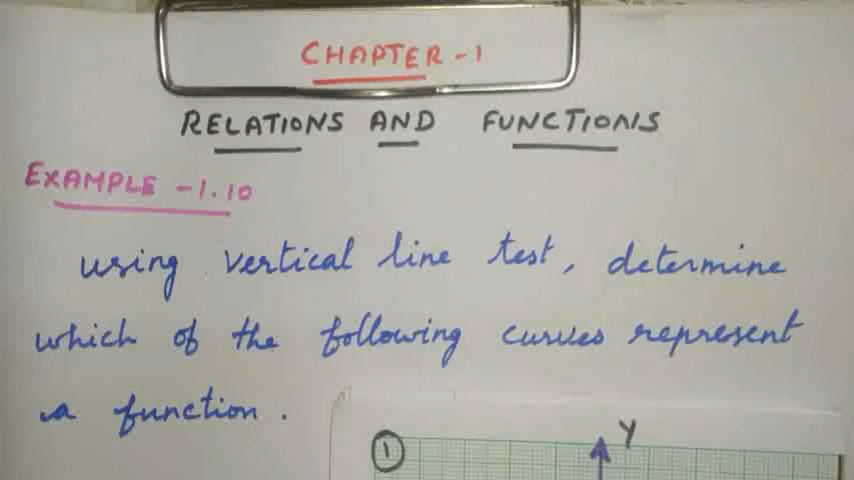 CHAPTER - 1
RELATIONS AND FUNCTIONS
EXAMPLE - 1.10
using vertical line test, determine
which of the following curves represent
a function.
1 Y